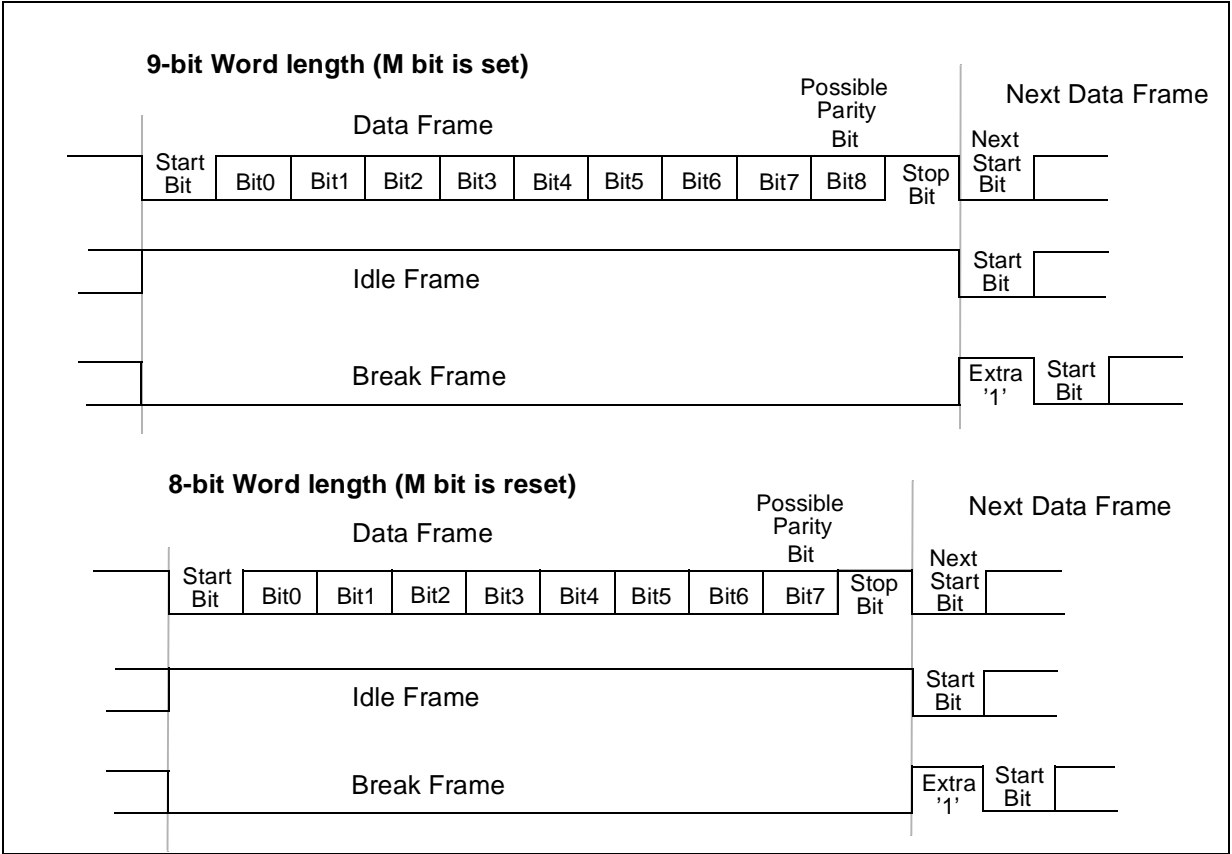 9-bit Word length (M bit is set)
Possible
Parity
Bit
Next Data Frame
Data Frame
Next
Start
Bit
Start
Bit
Bit0
Bit1
Bit2
Bit3
Bit4
Bit5
Bit6
Bit7
Bit8
Stop
Bit
Idle Frame
Start
Bit
Break Frame
Extra
'1'
Start
Bit
8-bit Word length (M bit is reset)
Possible
Parity
Bit
Next Data Frame
Data Frame
Next
Start
Bit
Start
Bit
Bit0
Bit1
Bit2
Bit3
Bit4
Bit5
Bit6
Bit7
Stop
Bit
Idle Frame
Start
Bit
Break Frame
Extra
'1'
Start
Bit